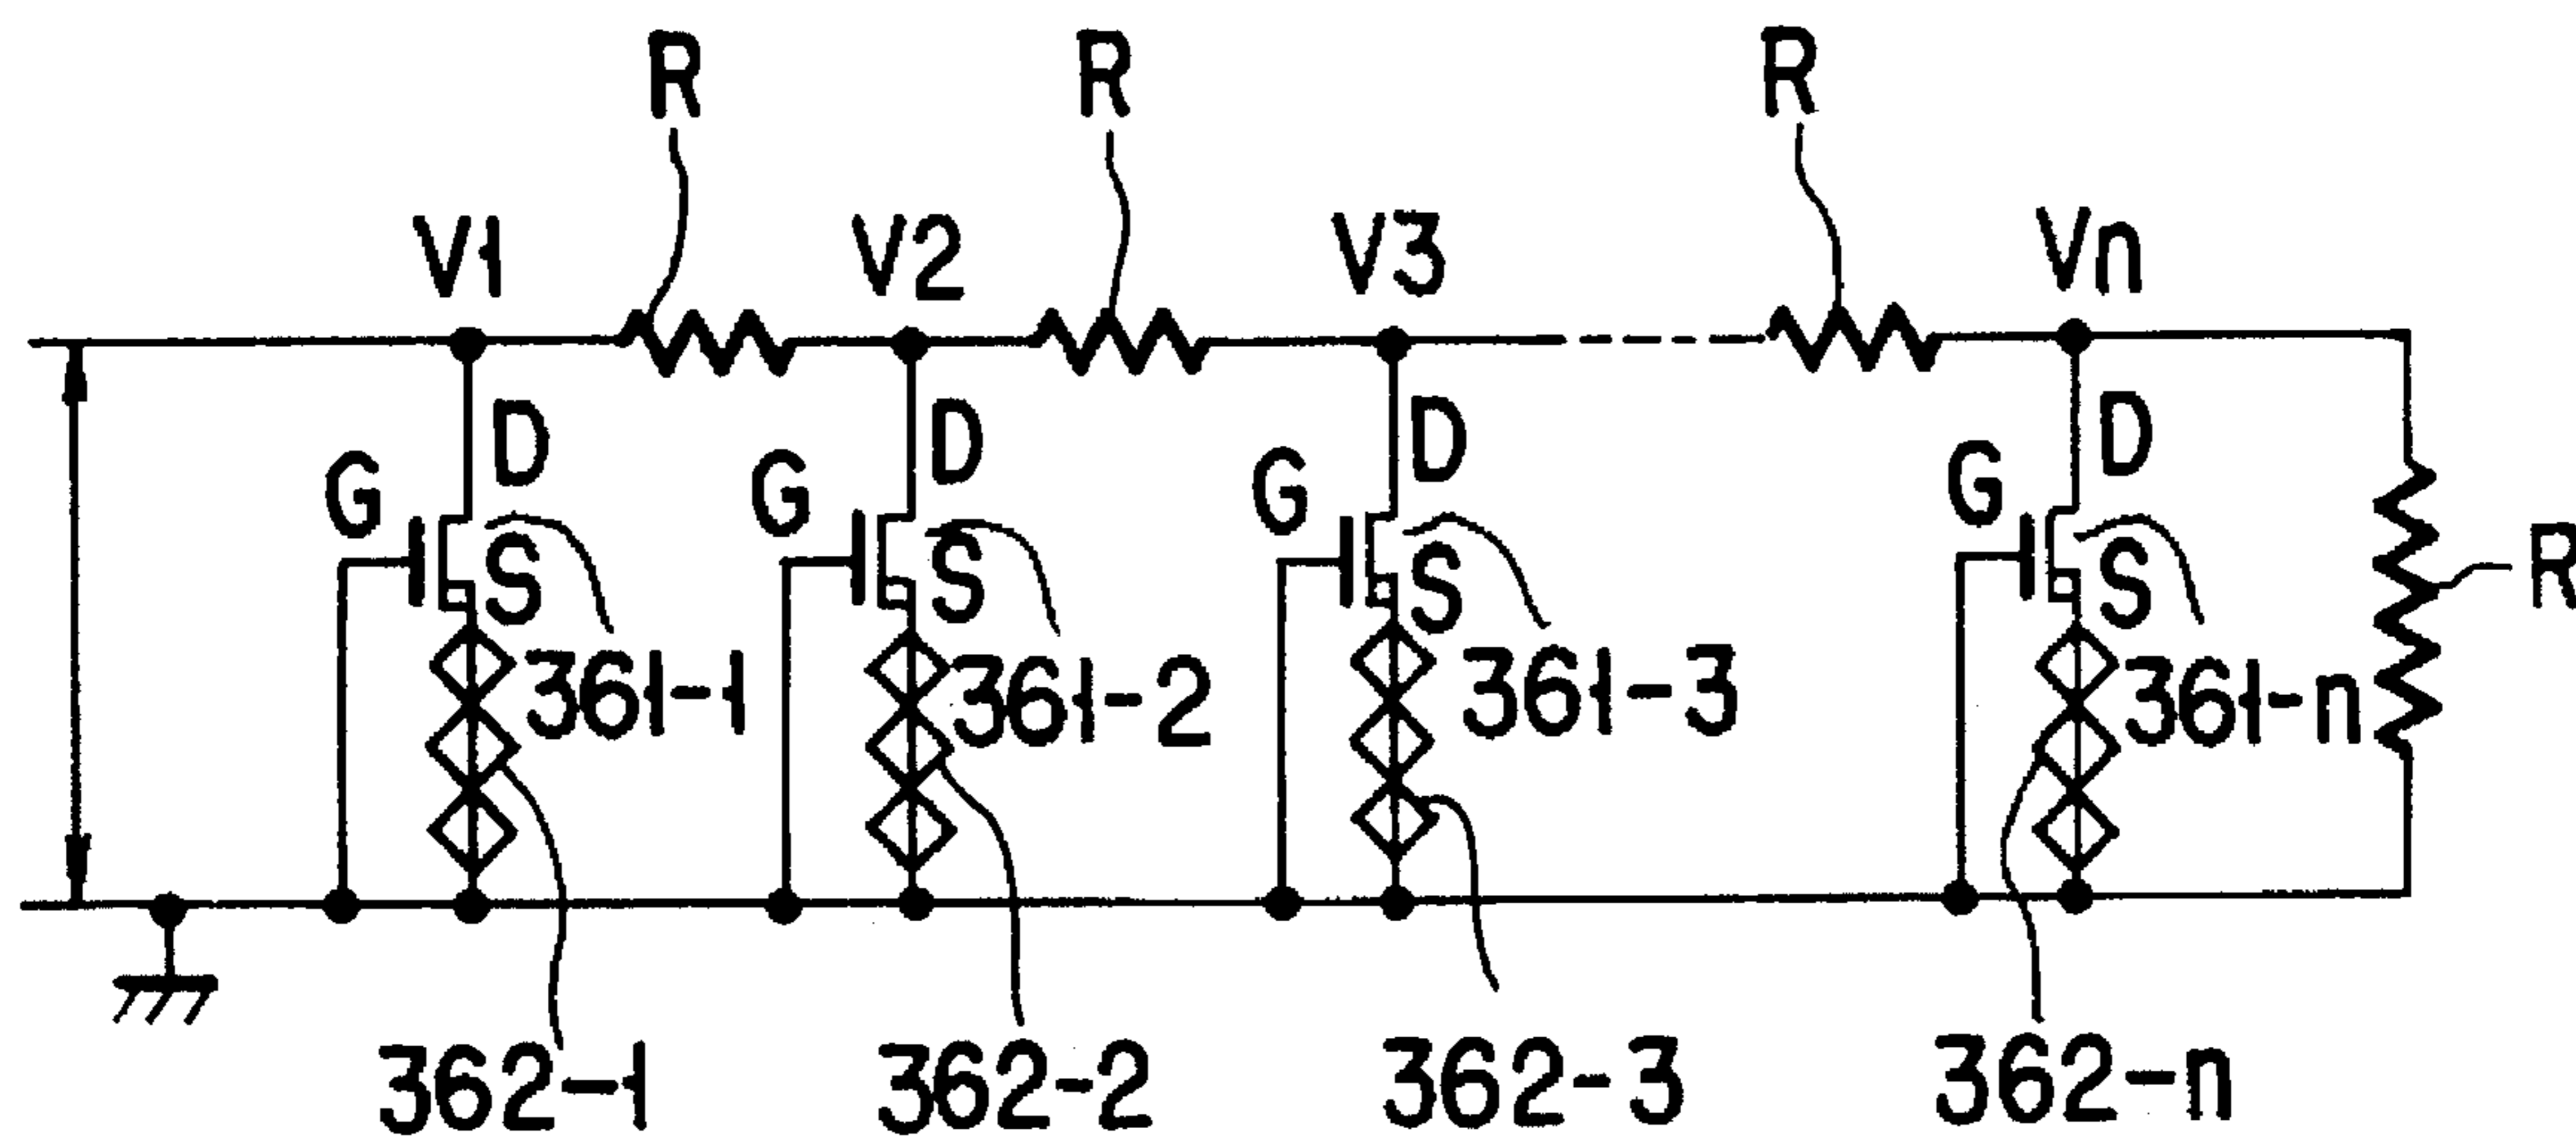 R R R
V1 V2 V3 Vn
D D D D
G G G G
S S S S
R
361-1 361-2 361-3 361-n
362-1 362-2 362-3 362-n